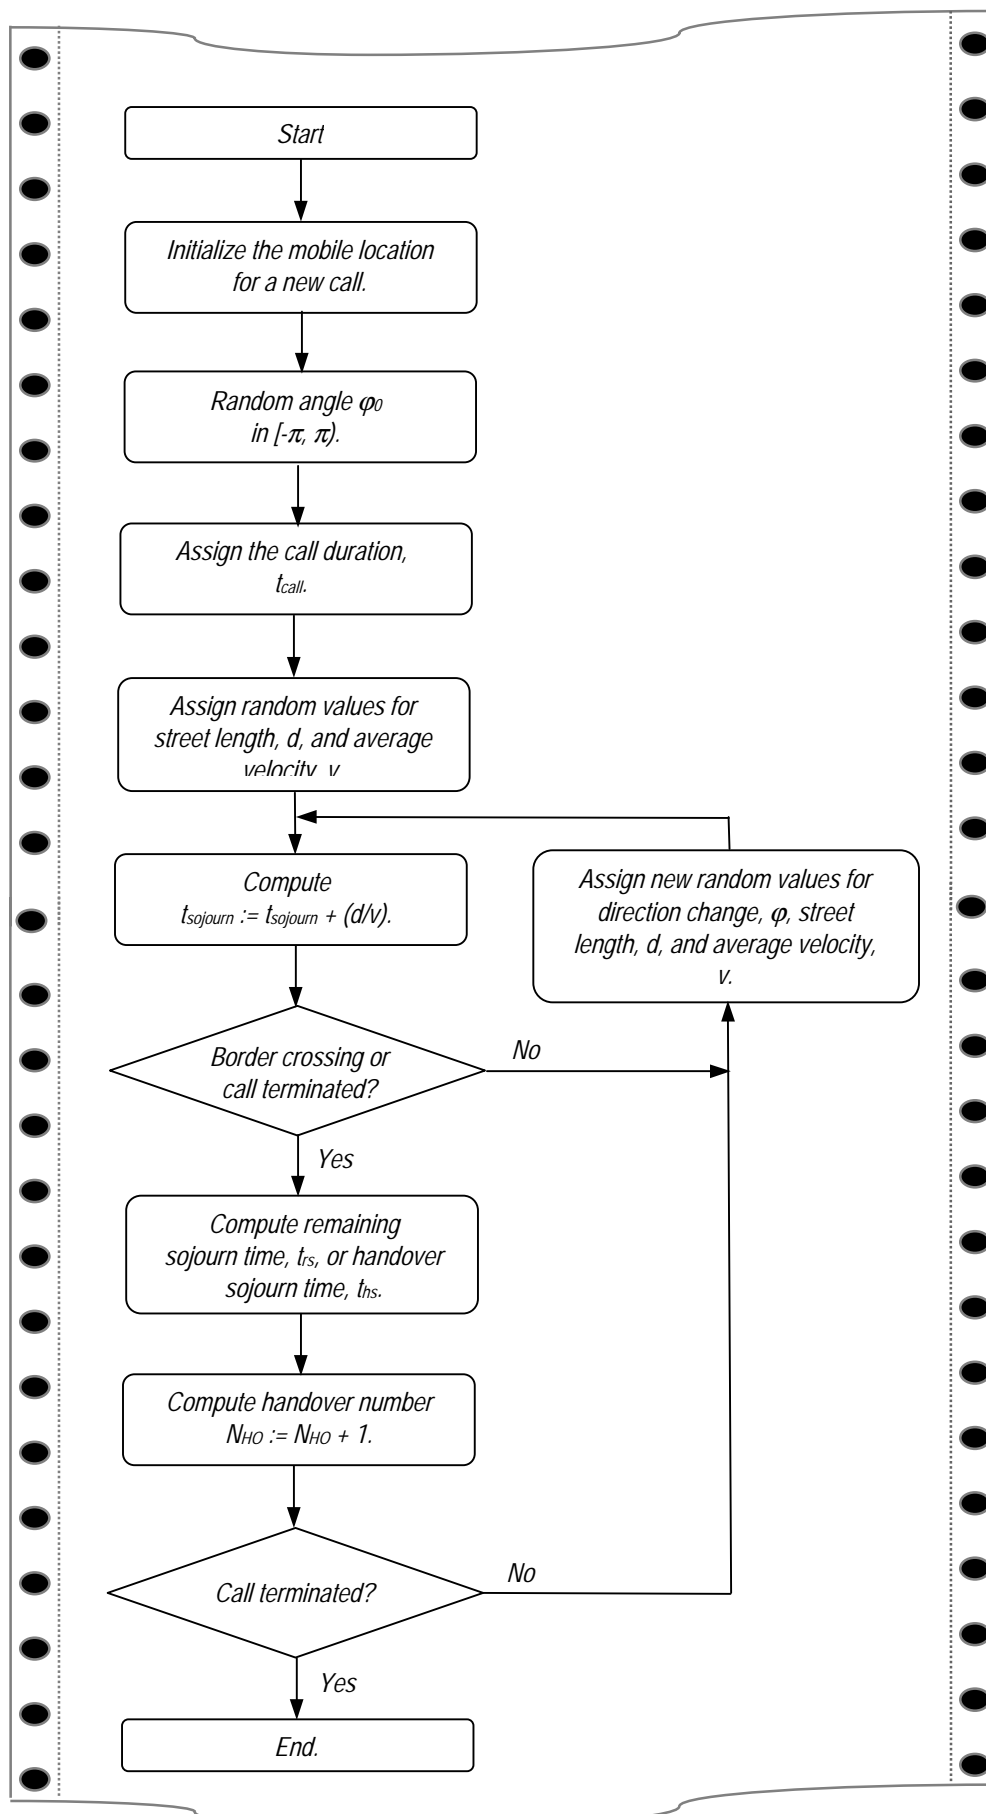 Start
Initialize the mobile location
for a new call.
Random angle φ0
in [-π, π).
Assign the call duration,
tcall.
Assign random values for
street length, d, and average
velocity, v
Compute
tsojourn := tsojourn + (d/v).
Assign new random values for
direction change, φ, street
length, d, and average velocity,
v.
Border crossing or
call terminated?
No
Yes
Compute remaining
sojourn time, trs, or handover
sojourn time, ths.
Compute handover number
NHO := NHO + 1.
Call terminated?
No
Yes
End.